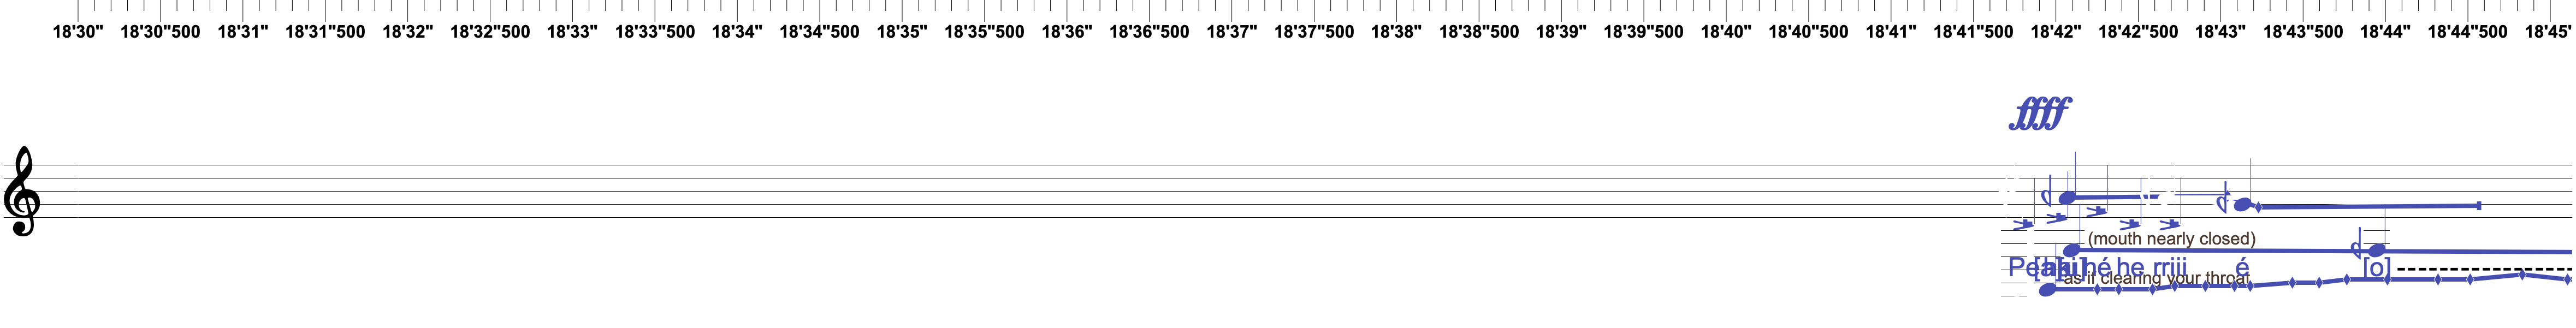 18'30" 18'30"500 18'31" 18'31"500 18'32" 18'32"500 18'33" 18'33"500 18'34" 18'34"500 18'35" 18'35"500 18'36" 18'36"500 18'37" 18'37"500 18'38" 18'38"500 18'39" 18'39"500 18'40" 18'40"500 18'41" 18'41"500 18'42" 18'42"500 18'43" 18'43"500 18'44" 18'44"500 18'45'
ffff
(mouth nearly closed)
hé he rriii é [o]
as if clearing your throat